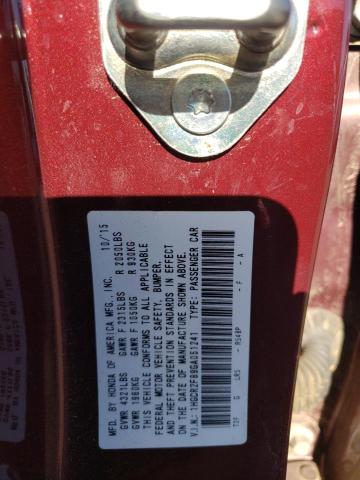 MFD. BY HONDA OF AMERICA MFG., INC. 10/'15
GVWR 4321LBS GAWR F 2315LBS R 2050LBS
GVWR 1960KG GAWR F 1050KG R 930KG
THIS VEHICLE CONFORMS TO ALL APPLICABLE
FEDERAL MOTOR VEHICLE SAFETY, BUMPER,
AND THEFT PREVENTION STANDARDS IN EFFECT
ON THE DATE OF MANUFACTURE SHOWN ABOVE.
V.I.N.: 1HGCR2F88GA051241 TYPE: PASSENGER CAR
R548P F A